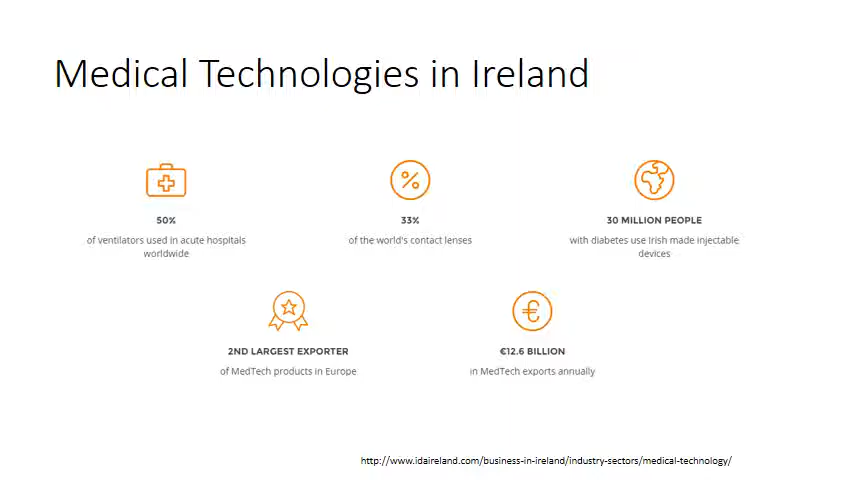 Medical Technologies in Ireland
50%
of ventilators used in acute hospitals
worldwide
33%
of the world's contact lenses
30 MILLION PEOPLE
with diabetes use Irish made injectable
devices
2ND LARGEST EXPORTER
of MedTech products in Europe
€12.6 BILLION
in MedTech exports annually
http://www.idaireland.com/business-in-ireland/industry-sectors/medical-technology/